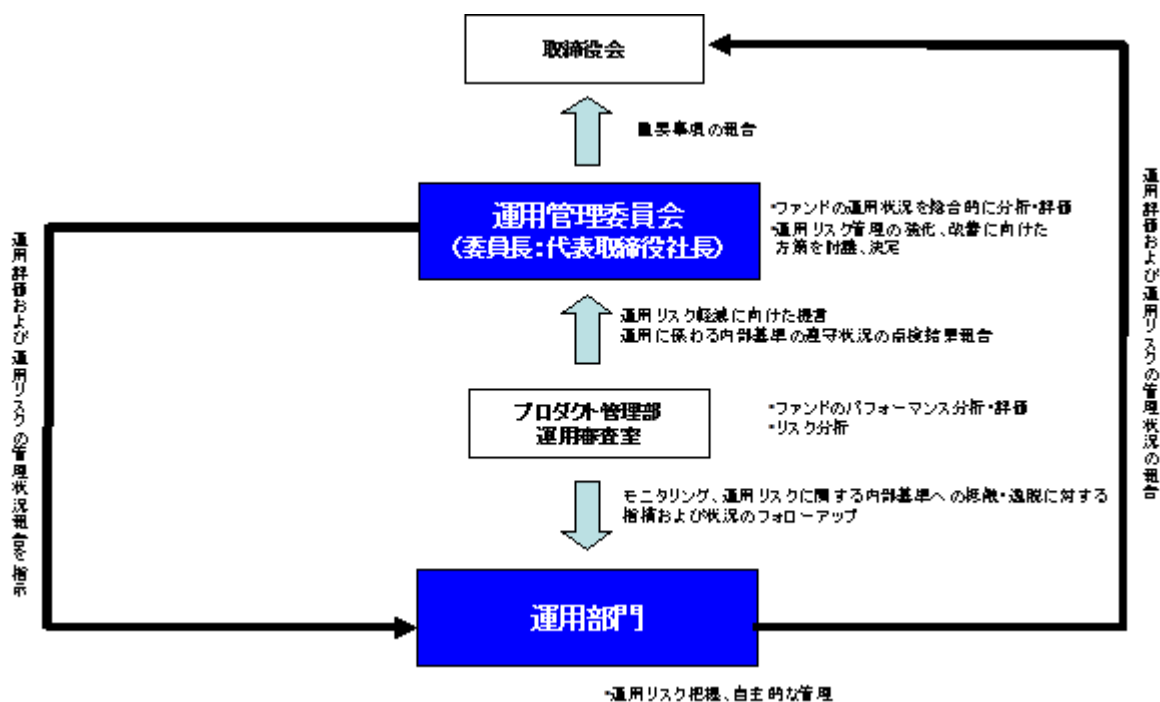 取締役会
重要事項の報告
運用管理委員会
(委員長:代表取締役社長)
・ファンドの運用状況を総合的に分析・評価
・運用リスク管理の強化、改善に向けた
方策を討議、決定
運用リスク軽減に向けた提言
運用に係わる内部基準の遵守状況の点検結果報告
プロダクト管理部
運用審査室
・ファンドのパフォーマンス分析・評価
・リスク分析
モニタリング、運用リスクに関する内部基準への抵触・逸脱に対する
指摘および状況のフォローアップ
運用部門
・運用リスク把握、自主的な管理
運用評価および運用リスクの管理状況報告を指示
運用評価および運用リスクの管理状況の報告